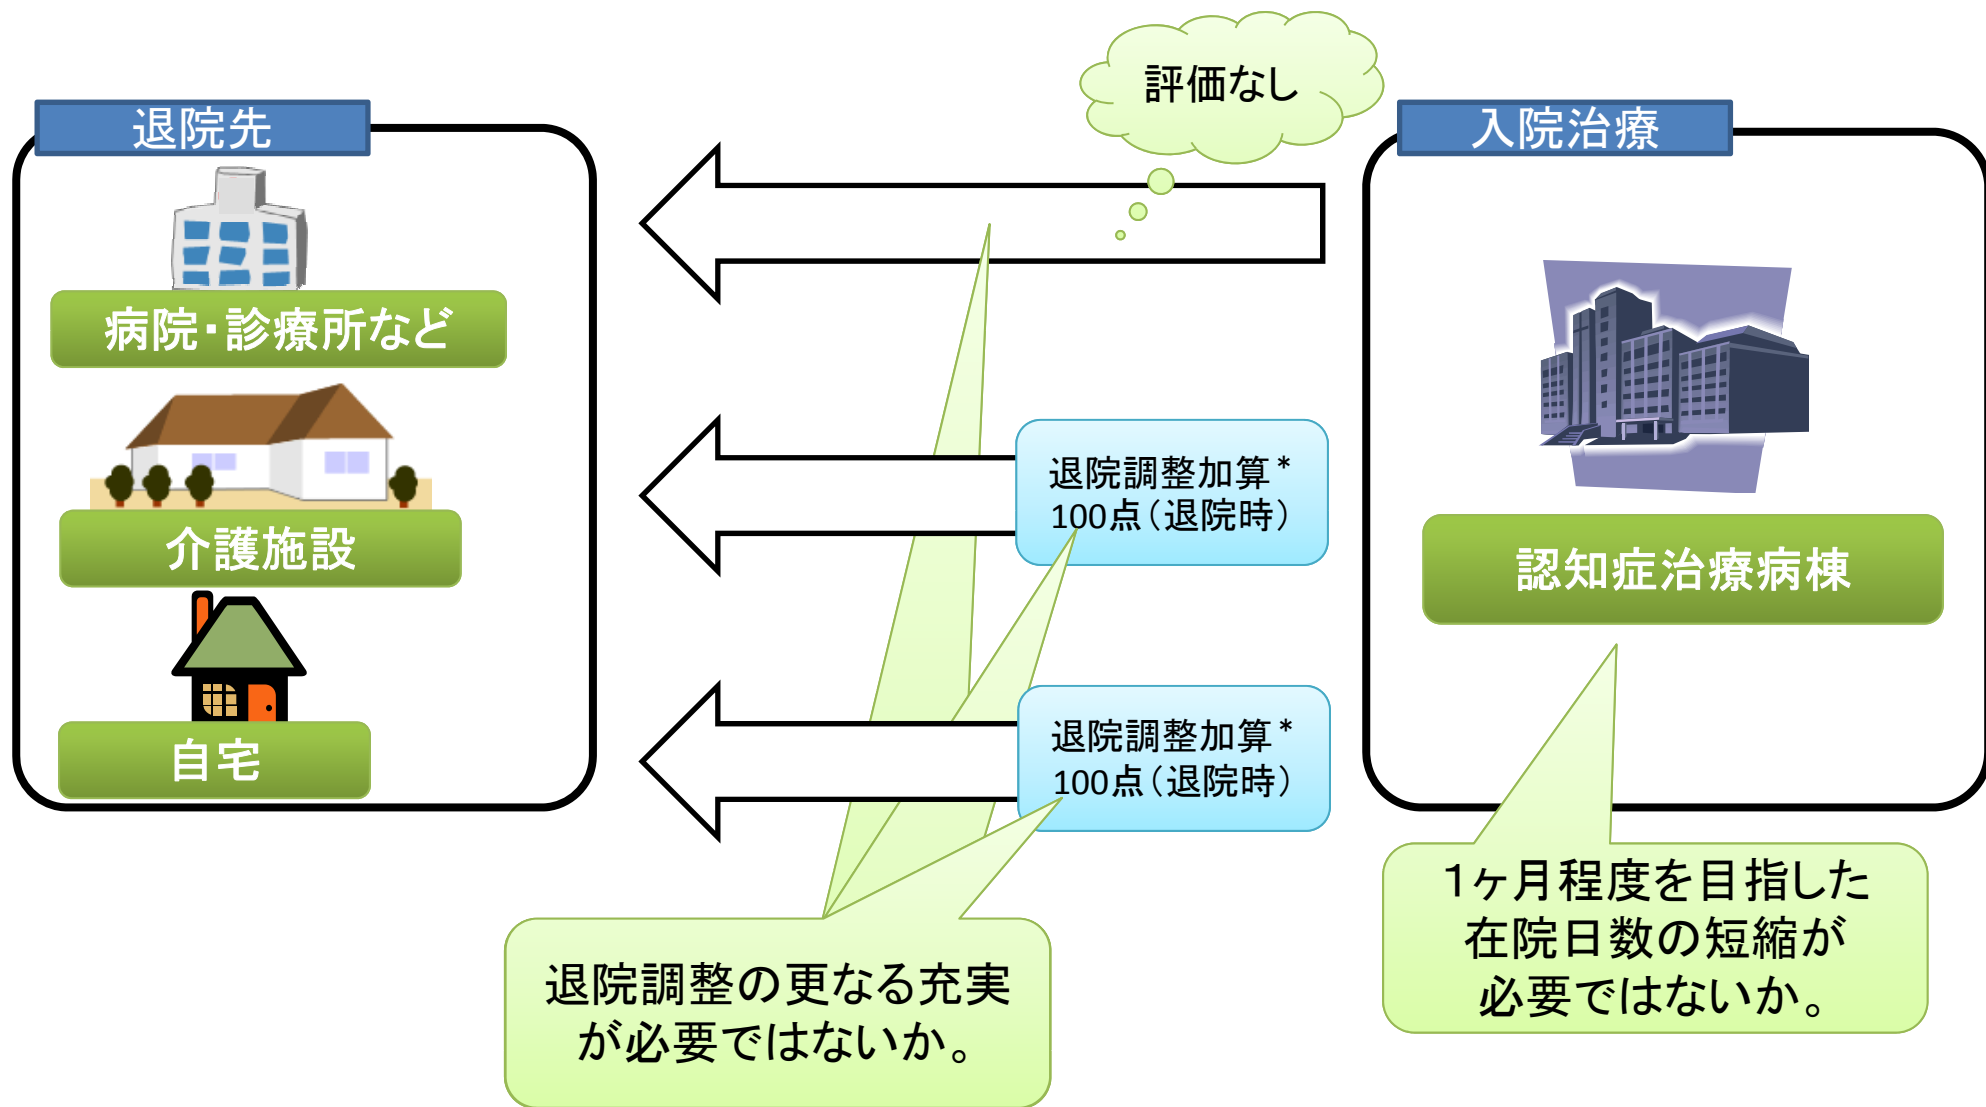 評価なし
退院先
入院治療
病院・診療所など
退院調整加算*
100点（退院時）
介護施設
認知症治療病棟
退院調整加算*
100点（退院時）
自宅
1ヶ月程度を目指した
在院日数の短縮が
必要ではないか。
退院調整の更なる充実
が必要ではないか。